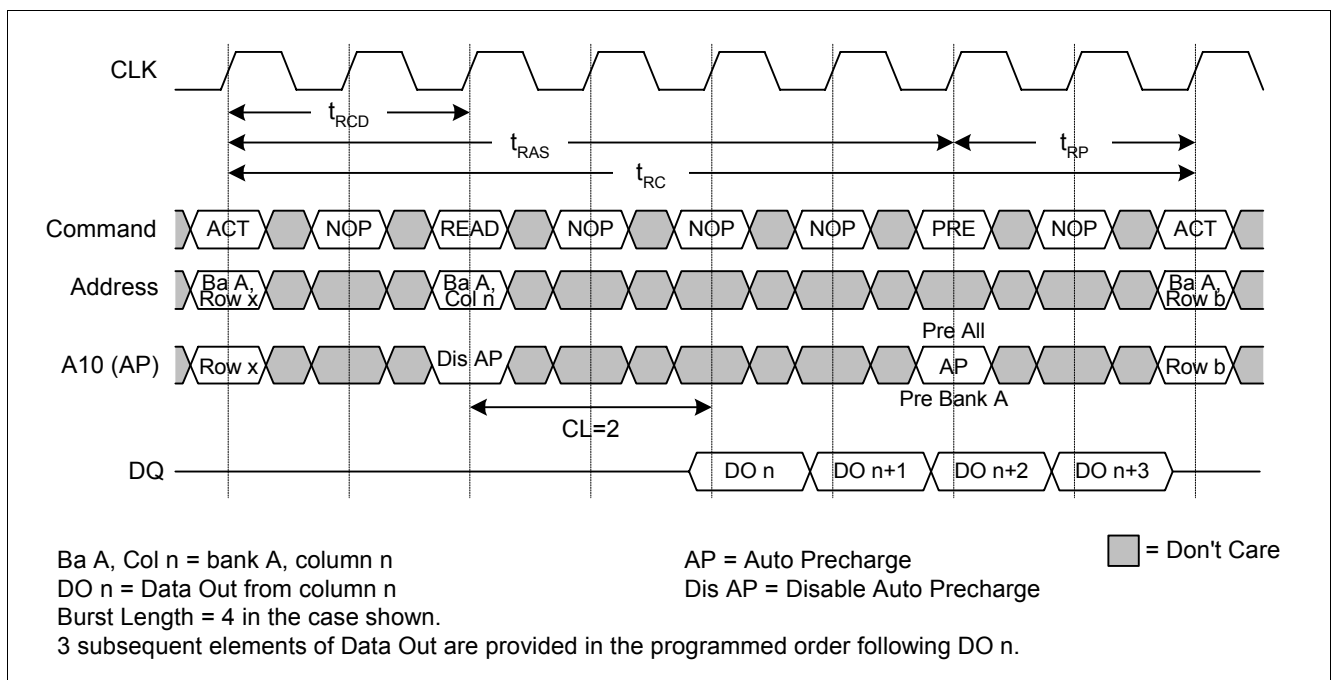 CLK
tRCD
tRAS
tRP
tRC
Command ACT NOP READ NOP NOP NOP PRE NOP ACT
Address Ba A, Row x Ba A, Col n Ba A, Row b
Pre All
A10 (AP) Row x Dis AP AP Row b
Pre Bank A
CL=2
DQ DO n DO n+1 DO n+2 DO n+3
Ba A, Col n = bank A, column n
DO n = Data Out from column n
Burst Length = 4 in the case shown.
3 subsequent elements of Data Out are provided in the programmed order following DO n.
AP = Auto Precharge
Dis AP = Disable Auto Precharge
= Don't Care